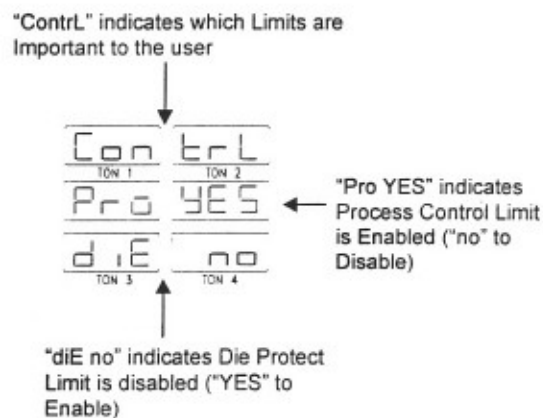 "ContrL" indicates which Limits are
Important to the user
Con trL
TON 1 TON 2
Pro YES
diE no
TON 3 TON 4
"Pro YES" indicates
Process Control Limit
is Enabled ("no" to
Disable)
"diE no" indicates Die Protect
Limit is disabled ("YES" to
Enable)